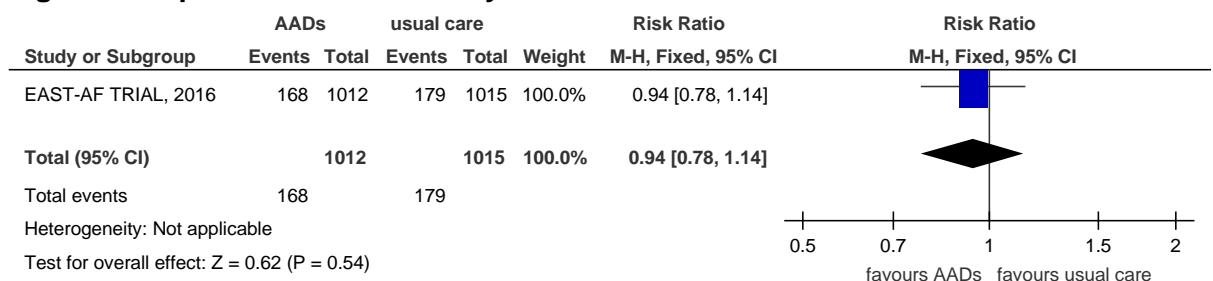 AADs usual care Risk Ratio Risk Ratio
Study or Subgroup Events Total Events Total Weight M-H, Fixed, 95% CI M-H, Fixed, 95% CI
EAST-AF TRIAL, 2016 168 1012 179 1015 100.0% 0.94 [0.78, 1.14]
Total (95% CI) 1012 1015 100.0% 0.94 [0.78, 1.14]
Total events 168 179
Heterogeneity: Not applicable
Test for overall effect: Z = 0.62 (P = 0.54)
0.5 0.7 1 1.5 2
favours AADs favours usual care